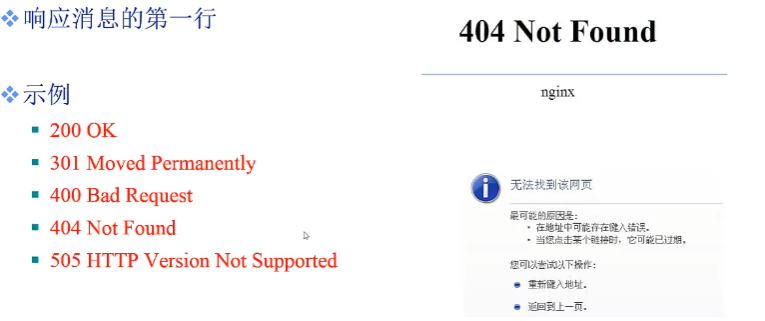 响应消息的第一行
示例
200 OK
301 Moved Permanently
400 Bad Request
404 Not Found
505 HTTP Version Not Supported
404 Not Found
nginx
无法找到该网页
最可能的原因是:
在地址中可能存在键入错误。
当您点击某个链接时，它可能已过期。
您可以尝试以下操作:
重新键入地址。
返回到上一页。